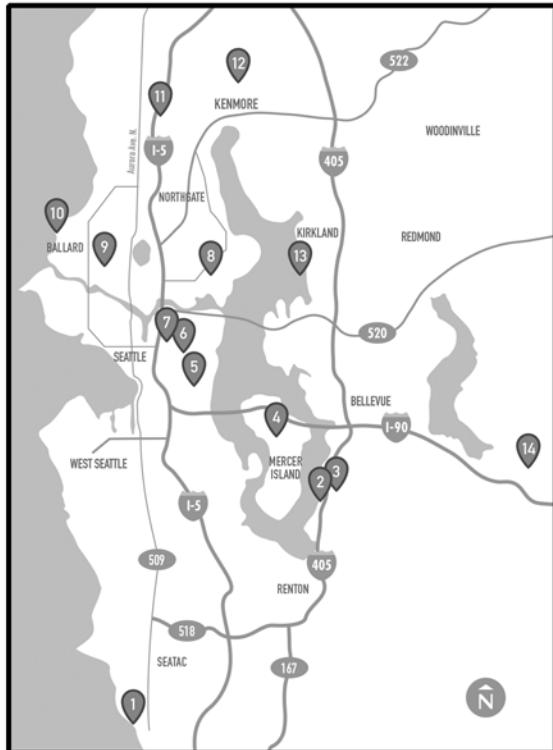 12
522
11
KENMORE
WOODINVILLE
Aurora Ave. N.
I-5
405
NORTHGATE
10
KIRKLAND
REDMOND
BALLARD
9
8
13
7
6
520
SEATTLE
5
BELLEVUE
4
I-90
14
WEST SEATTLE
MERCER
ISLAND
3
2
I-5
509
405
RENTON
518
SEATAC
167
1
N